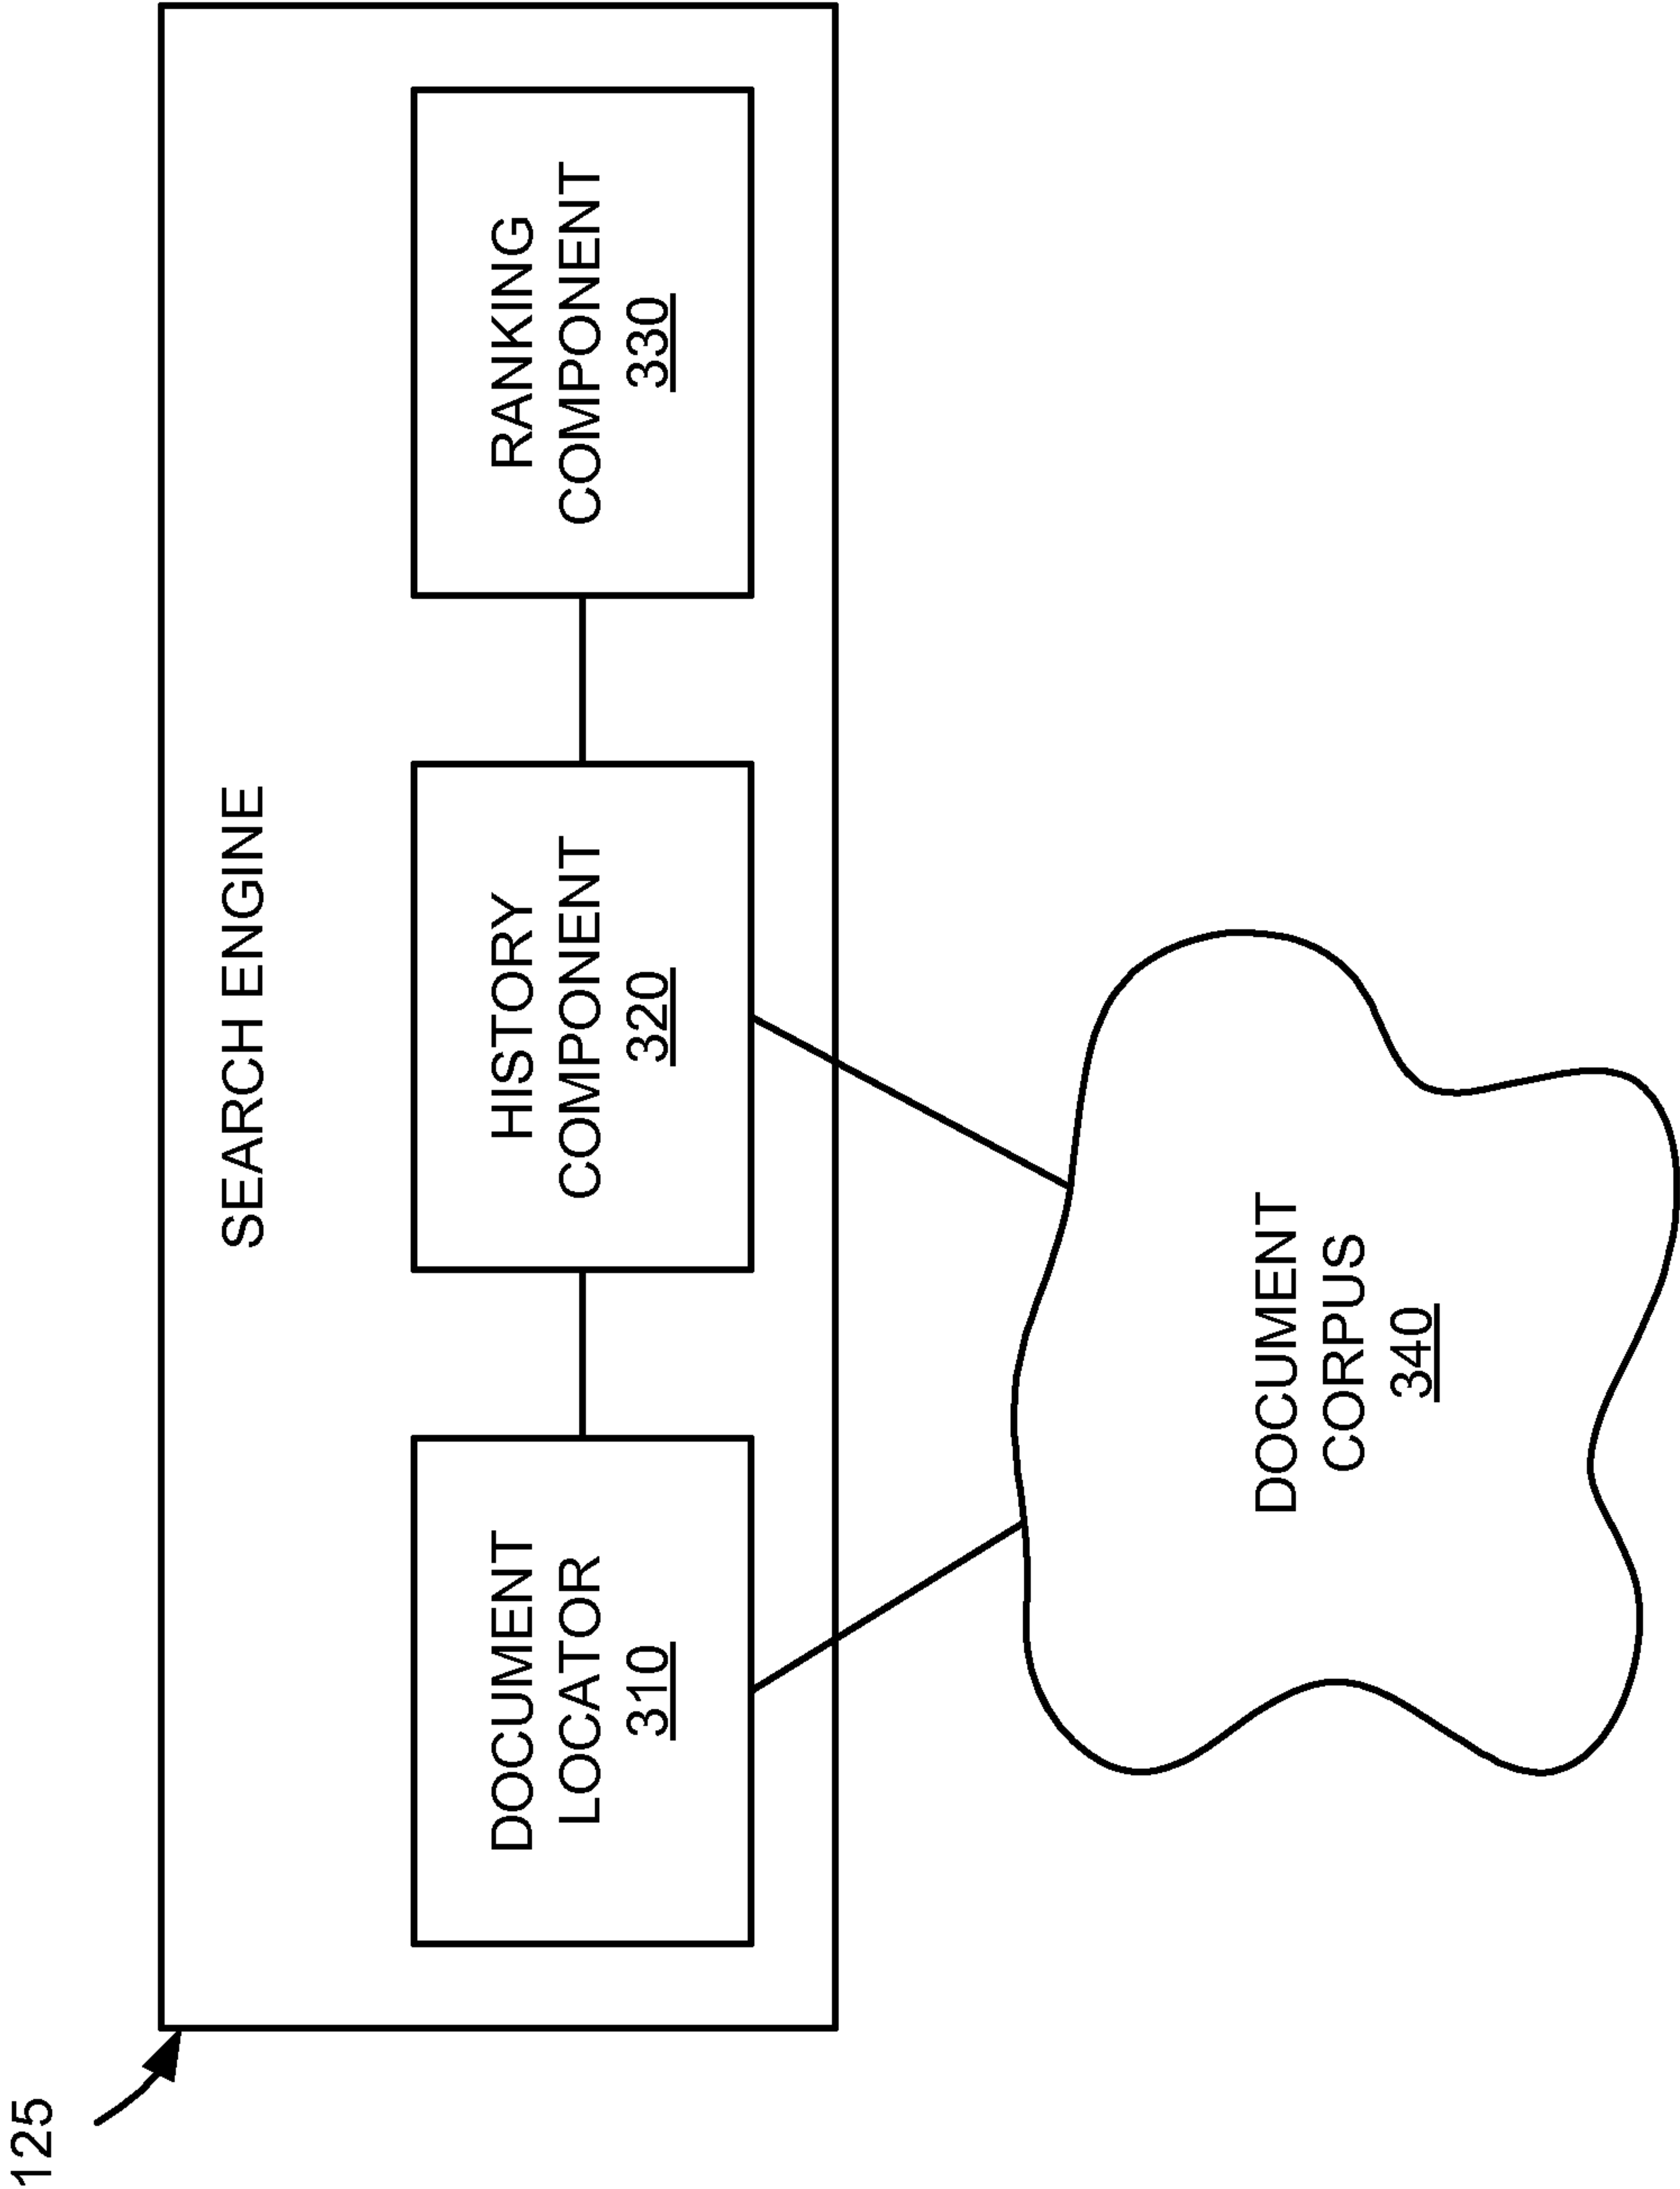 125
SEARCH ENGINE
DOCUMENT
LOCATOR
310
HISTORY
COMPONENT
320
RANKING
COMPONENT
330
DOCUMENT
CORPUS
340